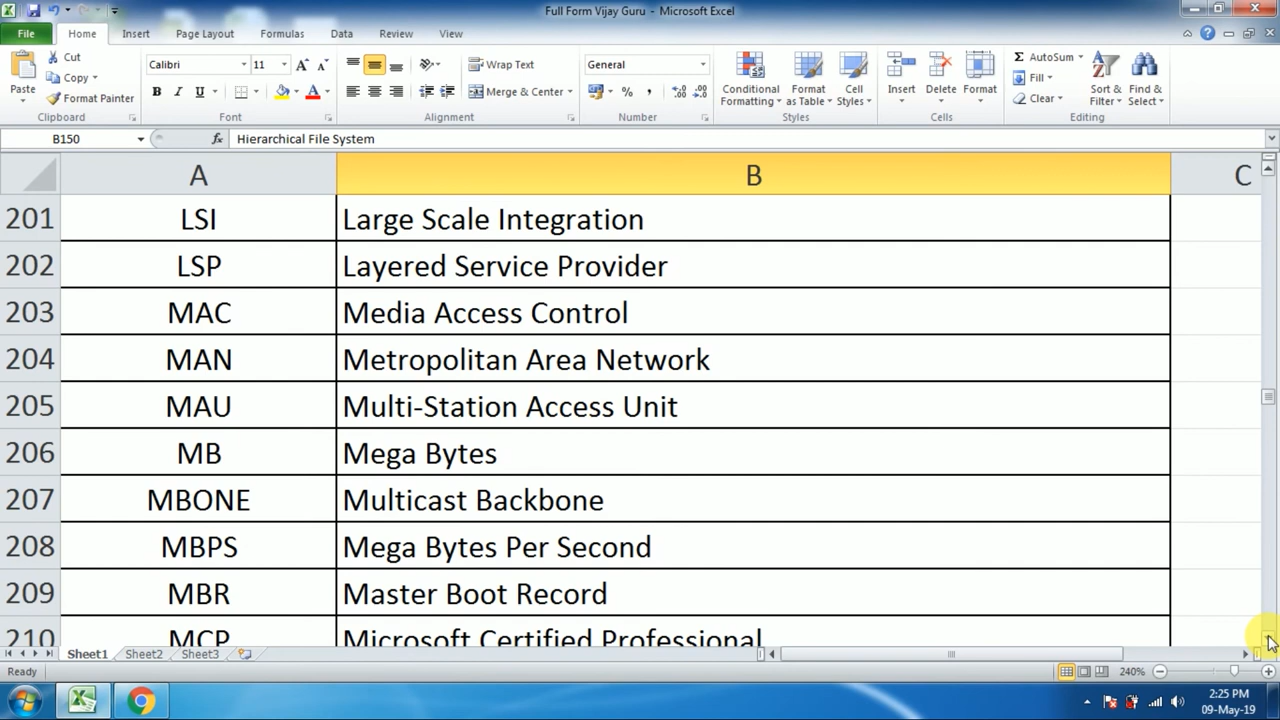 Full Form Vijay Guru - Microsoft Excel
File Home Insert Page Layout Formulas Data Review View
Paste
Cut
Copy
Format Painter
Clipboard
Calibri 11
B I U
Font
Wrap Text
Merge & Center
Alignment
General
% ,
Number
Conditional Formatting
Format as Table
Cell Styles
Styles
Insert Delete Format
Cells
Σ AutoSum
Fill
Clear
Sort & Filter
Find & Select
Editing
B150 fx Hierarchical File System
A B C
201 LSI Large Scale Integration
202 LSP Layered Service Provider
203 MAC Media Access Control
204 MAN Metropolitan Area Network
205 MAU Multi-Station Access Unit
206 MB Mega Bytes
207 MBONE Multicast Backbone
208 MBPS Mega Bytes Per Second
209 MBR Master Boot Record
210 MCP Microsoft Certified Professional
Sheet1 Sheet2 Sheet3
Ready 240%
2:25 PM
09-May-19